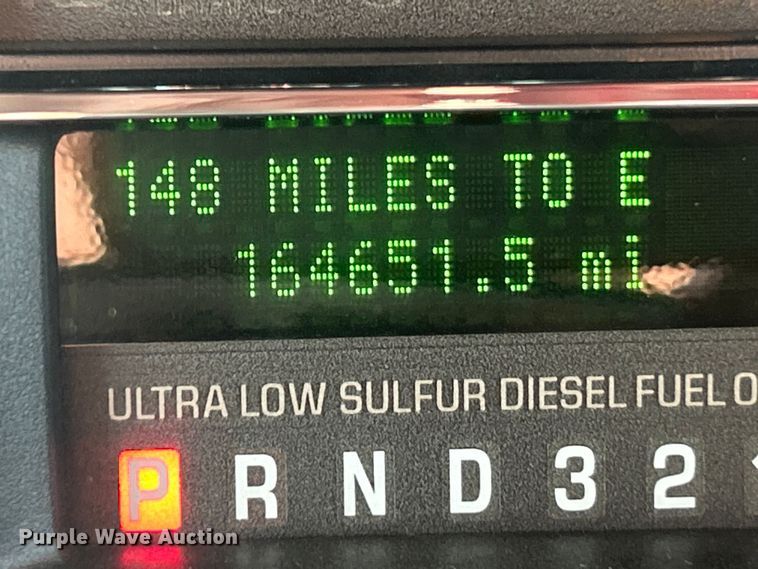 148 MILES TO E
164651.5 mi
ULTRA LOW SULFUR DIESEL FUEL
P R N D 3 2
Purple Wave Auction